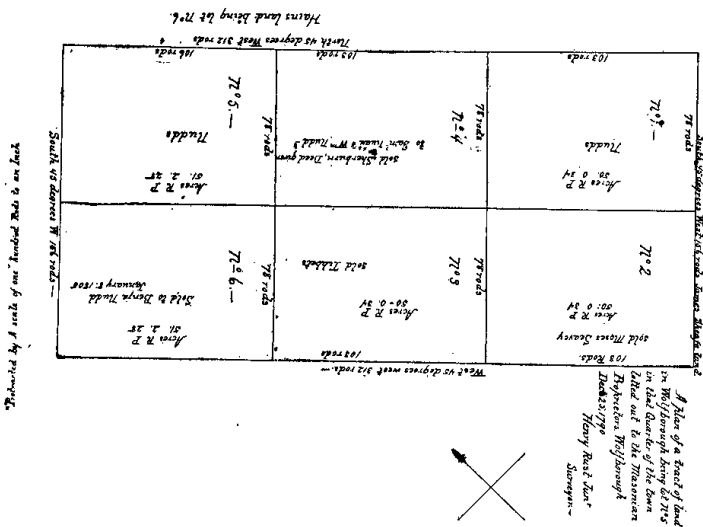 A plan of a tract of land
in Wolfborough being lot Nº 5
in that Quarter of the town
lotted out to the Masonian
Proprietors Wolfborough
Decr 23. 1790
Henry Rust Junr
Surveyor ~
West 45 degrees west 312 rods. ~
103 Rods.
sold Moses Seavey
Acres R P
50: 0 34
Nº 2
103 rods
Acres R P
50 - 0. 34
sold Tibbets
Nº 3
78 rods
Acres R P
51. 2. 28
Sold to Benja Nudd
January 8: 1808
Nº 6. —
78 rods
Acres R P
50. 0 34
Nudds
Nº 1. —
78 rods
103 rods
sold Sherburn, Deed given
to Saml Nudd & Wm Nudd
Nº 4
78 rods
103 rods
Acres R P
51. 2. 28
Nudds
Nº 5. —
78 rods
106 rods
North 45 degrees West 312 rods
Hains land being lot Nº 6.
South 45 degrees West 156 rods James land
South 45 degrees W 156 rods —
Protracted by A scale of one hundred Rods to an Inch